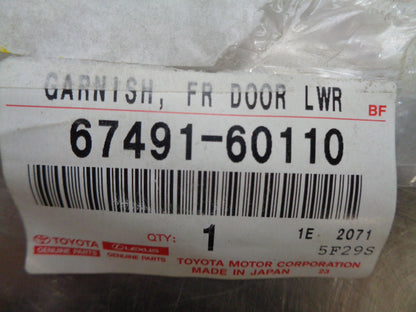 GARNISH, FR DOOR LWR
BF
67491-60110
QTY: 1 1E- 2071
5F29S
TOYOTA LEXUS
GENUINE PARTS GENUINE PARTS
TOYOTA MOTOR CORPORATION
MADE IN JAPAN 23